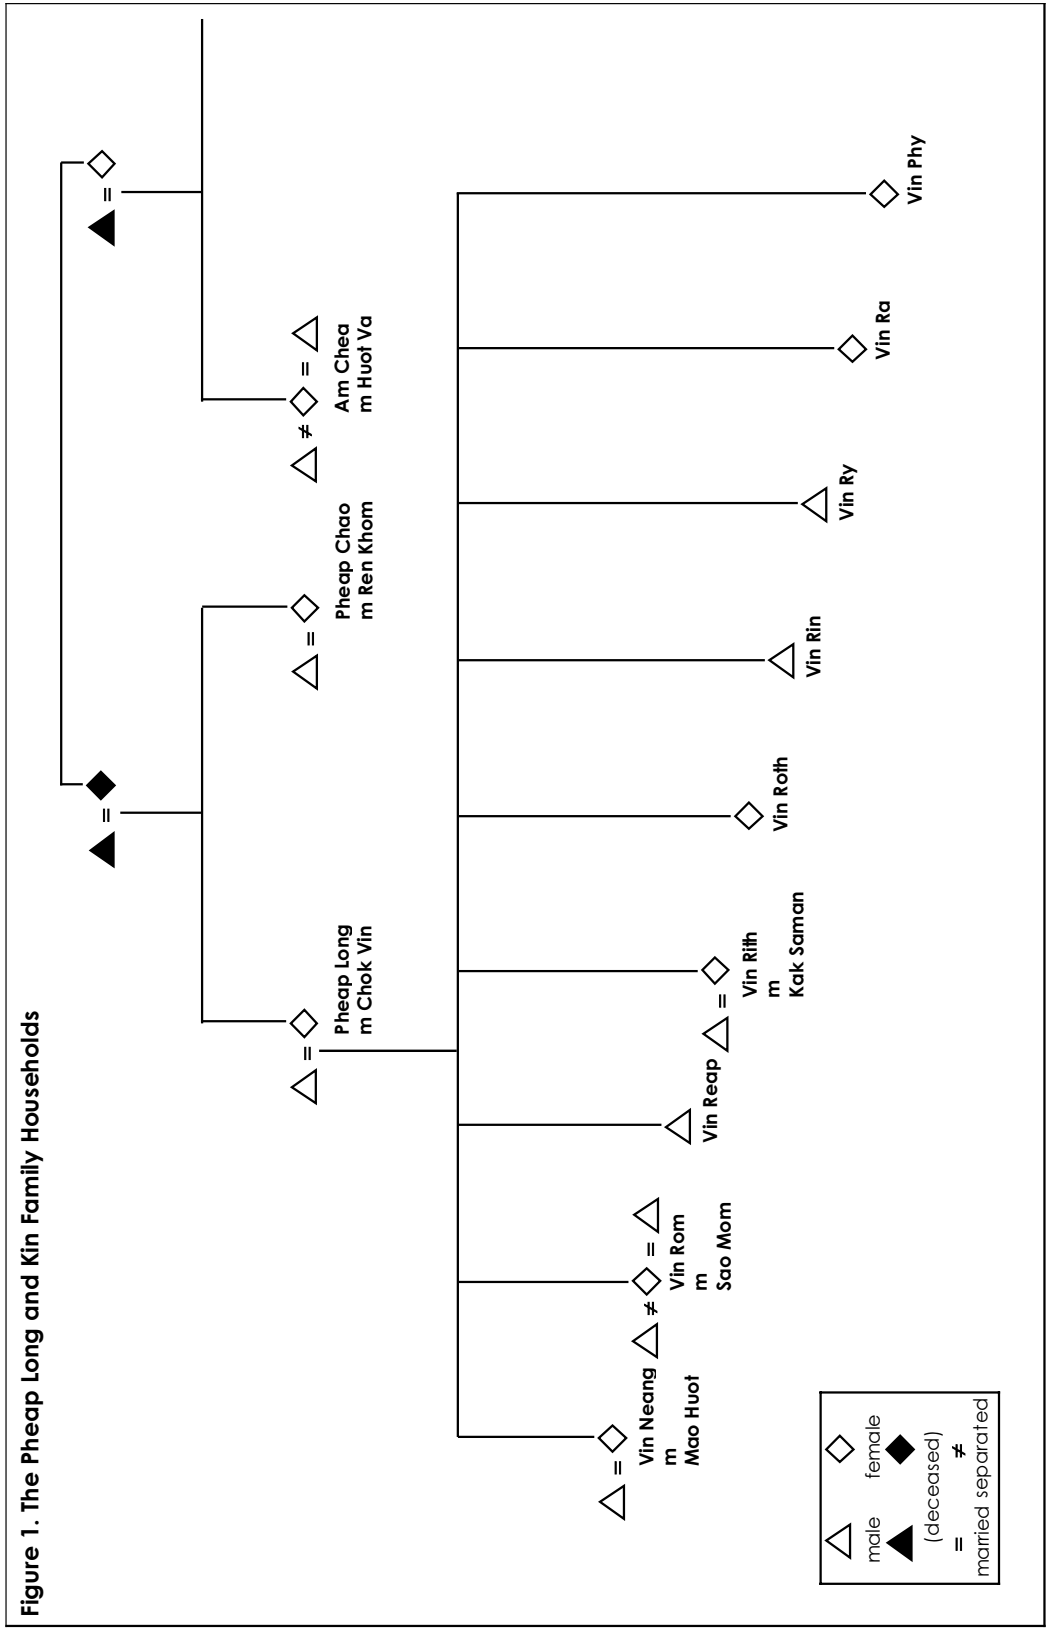 Figure 1. The Pheap Long and Kin Family Households
=
=
=
Pheap Long
m Chok Vin
=
Pheap Chao
m Ren Khom
≠
=
Am Chea
m Huot Va
=
Vin Neang
m
Mao Huot
≠
=
Vin Rom
m
Sao Mom
Vin Reap
=
Vin Rith
m
Kak Saman
Vin Roth
Vin Rin
Vin Ry
Vin Ra
Vin Phy
male female
(deceased)
= ≠
married separated